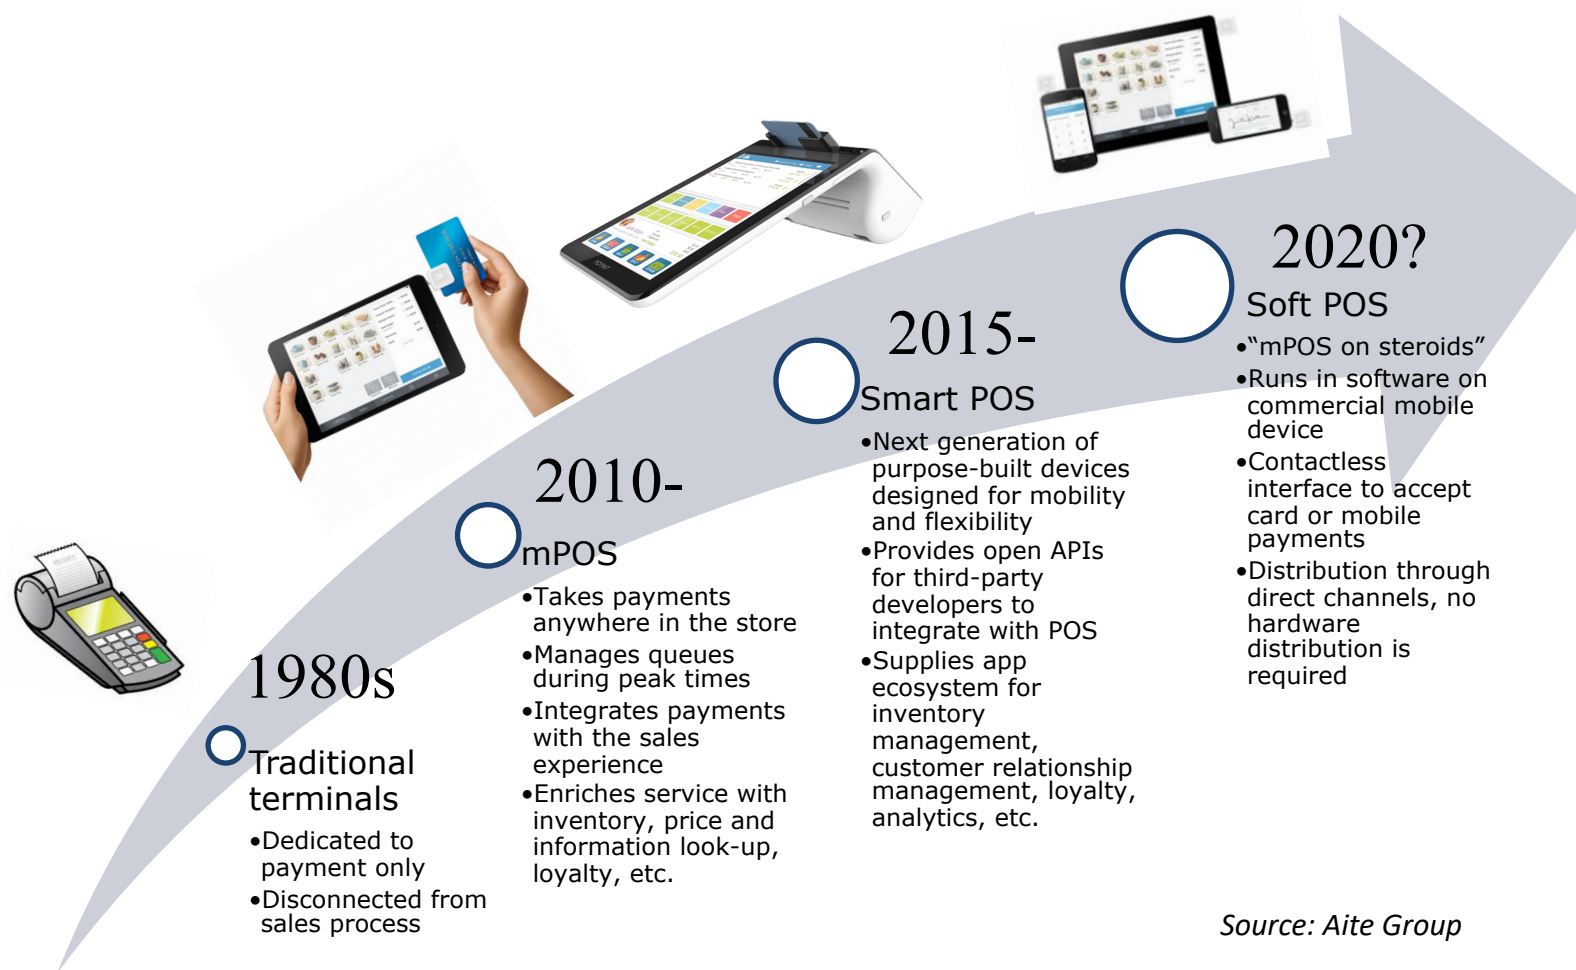 1980s
Traditional
terminals
•Dedicated to
payment only
•Disconnected from
sales process
2010-
mPOS
•Takes payments
anywhere in the store
•Manages queues
during peak times
•Integrates payments
with the sales
experience
•Enriches service with
inventory, price and
information look-up,
loyalty, etc.
2015-
Smart POS
•Next generation of
purpose-built devices
designed for mobility
and flexibility
•Provides open APIs
for third-party
developers to
integrate with POS
•Supplies app
ecosystem for
inventory
management,
customer relationship
management, loyalty,
analytics, etc.
2020?
Soft POS
•“mPOS on steroids”
•Runs in software on
commercial mobile
device
•Contactless
interface to accept
card or mobile
payments
•Distribution through
direct channels, no
hardware
distribution is
required
Source: Aite Group
POYNT